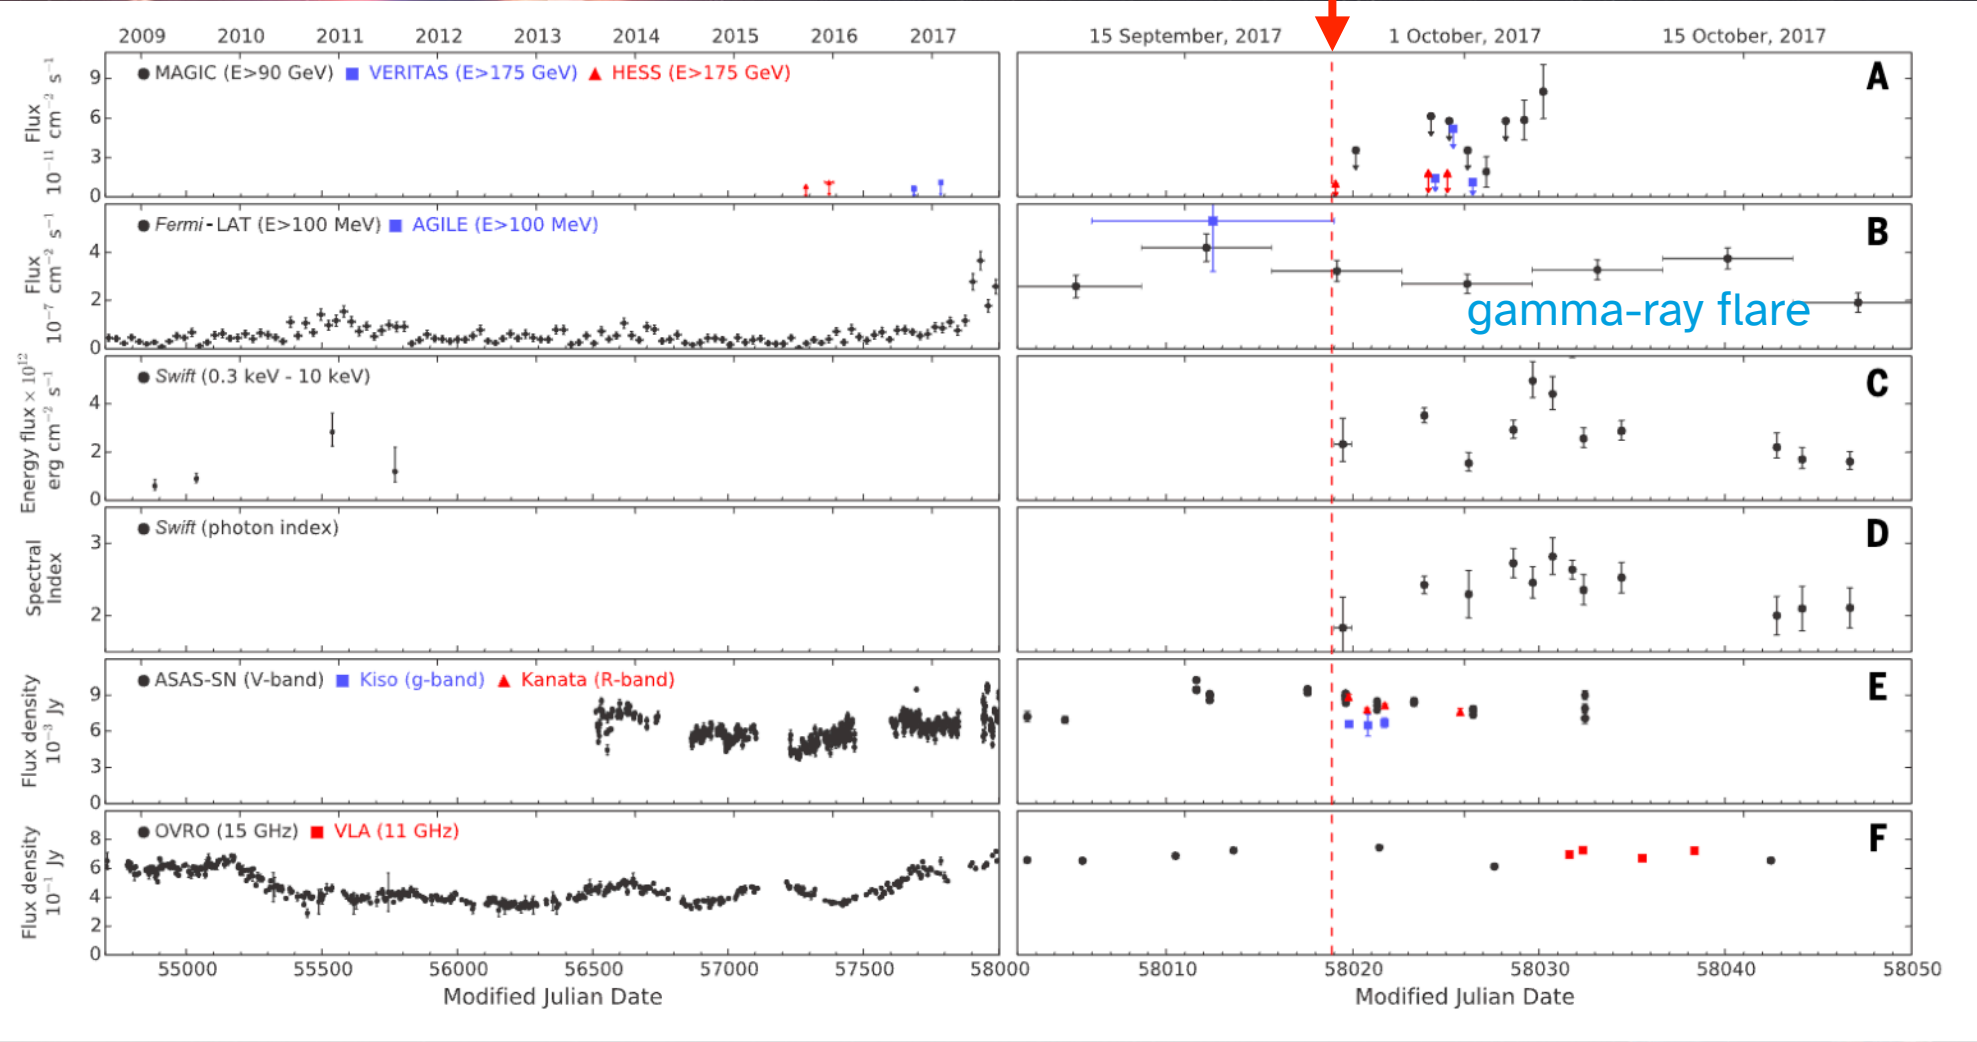 2009 2010 2011 2012 2013 2014 2015 2016 2017 15 September, 2017 1 October, 2017 15 October, 2017
Flux
10⁻¹¹ cm⁻² s⁻¹
9
6
3
0
MAGIC (E>90 GeV) VERITAS (E>175 GeV) HESS (E>175 GeV)
A
Flux
10⁻⁷ cm⁻² s⁻¹
4
2
0
Fermi-LAT (E>100 MeV) AGILE (E>100 MeV)
B
gamma-ray flare
Energy flux × 10¹²
erg cm⁻² s⁻¹
4
2
0
Swift (0.3 keV - 10 keV)
C
Spectral
Index
3
2
Swift (photon index)
D
Flux density
10⁻³ Jy
9
6
3
0
ASAS-SN (V-band) Kiso (g-band) Kanata (R-band)
E
Flux density
10⁻¹ Jy
8
6
4
2
0
OVRO (15 GHz) VLA (11 GHz)
F
55000 55500 56000 56500 57000 57500 58000 58010 58020 58030 58040 58050
Modified Julian Date Modified Julian Date